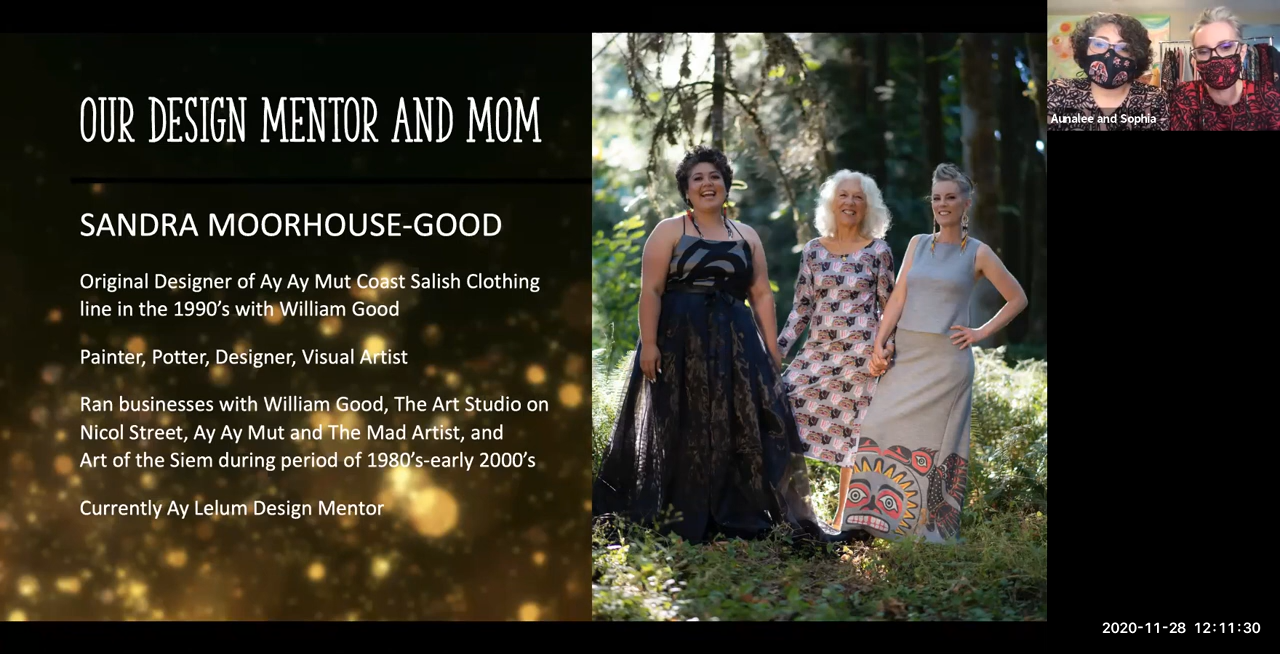 OUR DESIGN MENTOR AND MOM
SANDRA MOORHOUSE-GOOD
Original Designer of Ay Ay Mut Coast Salish Clothing
line in the 1990's with William Good
Painter, Potter, Designer, Visual Artist
Ran businesses with William Good, The Art Studio on
Nicol Street, Ay Ay Mut and The Mad Artist, and
Art of the Siem during period of 1980's-early 2000's
Currently Ay Lelum Design Mentor
Aunalee and Sophia –
2020-11-28 12:11:30